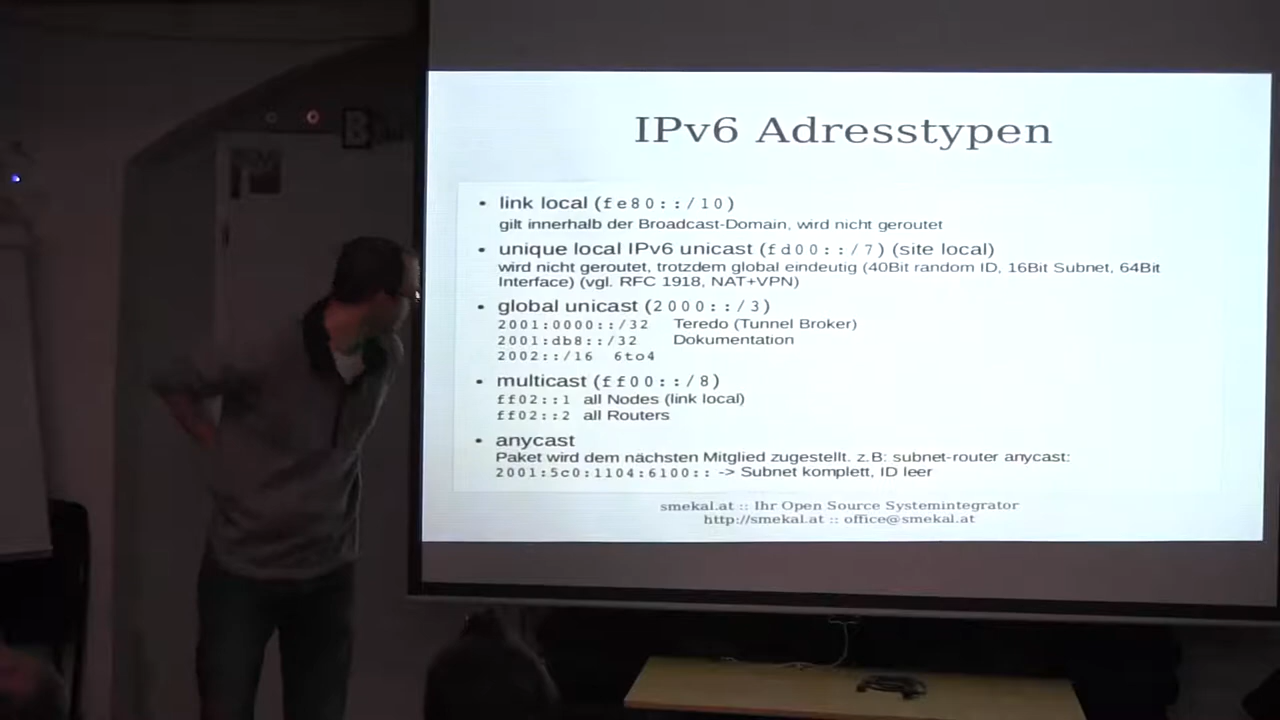 IPv6 Adresstypen
• link local (fe80::/10)
gilt innerhalb der Broadcast-Domain, wird nicht geroutet
• unique local IPv6 unicast (fd00::/7) (site local)
wird nicht geroutet, trotzdem global eindeutig (40Bit random ID, 16Bit Subnet, 64Bit
Interface) (vgl. RFC 1918, NAT+VPN)
• global unicast (2000::/3)
2001:0000::/32 Teredo (Tunnel Broker)
2001:db8::/32 Dokumentation
2002::/16 6to4
• multicast (ff00::/8)
ff02::1 all Nodes (link local)
ff02::2 all Routers
• anycast
Paket wird dem nächsten Mitglied zugestellt. z.B: subnet-router anycast:
2001:5c0:1104:6100:: -> Subnet komplett, ID leer
smekal.at :: Ihr Open Source Systemintegrator
http://smekal.at :: office@smekal.at